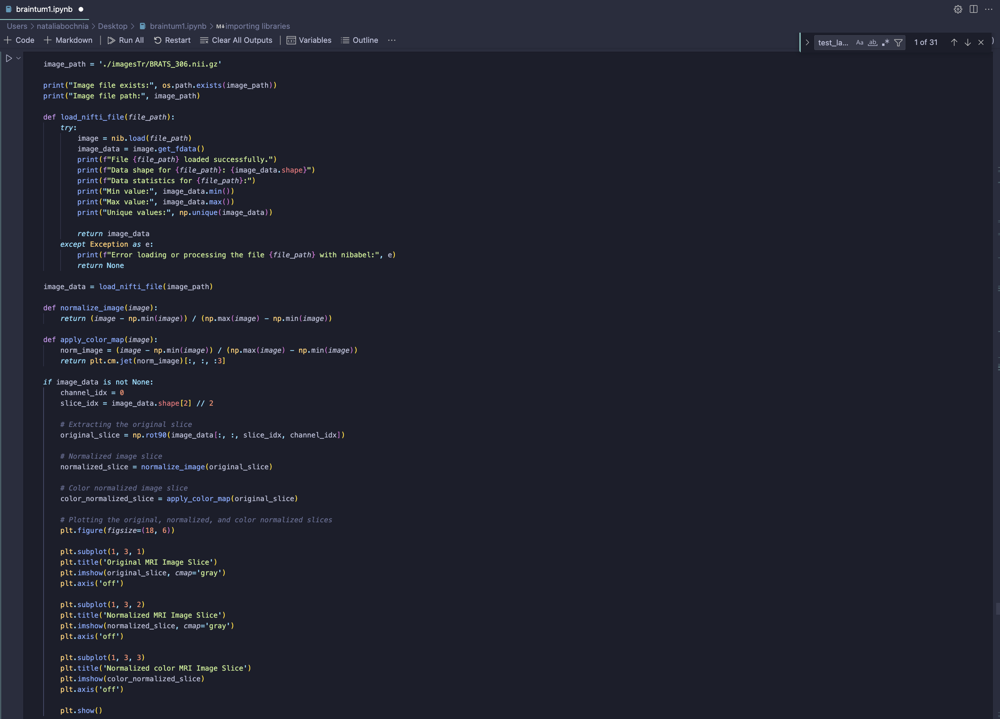 braintum1.ipynb
Users > nataliabochnia > Desktop > braintum1.ipynb > M↓importing libraries
+ Code + Markdown | Run All Restart Clear All Outputs | Variables Outline ...
test_la... Aa ab .* 1 of 31
image_path = './imagesTr/BRATS_306.nii.gz'
print("Image file exists:", os.path.exists(image_path))
print("Image file path:", image_path)
def load_nifti_file(file_path):
    try:
        image = nib.load(file_path)
        image_data = image.get_fdata()
        print(f"File {file_path} loaded successfully.")
        print(f"Data shape for {file_path}: {image_data.shape}")
        print(f"Data statistics for {file_path}:")
        print("Min value:", image_data.min())
        print("Max value:", image_data.max())
        print("Unique values:", np.unique(image_data))
        return image_data
    except Exception as e:
        print(f"Error loading or processing the file {file_path} with nibabel:", e)
        return None
image_data = load_nifti_file(image_path)
def normalize_image(image):
    return (image - np.min(image)) / (np.max(image) - np.min(image))
def apply_color_map(image):
    norm_image = (image - np.min(image)) / (np.max(image) - np.min(image))
    return plt.cm.jet(norm_image)[:, :, :3]
if image_data is not None:
    channel_idx = 0
    slice_idx = image_data.shape[2] // 2
    # Extracting the original slice
    original_slice = np.rot90(image_data[:, :, slice_idx, channel_idx])
    # Normalized image slice
    normalized_slice = normalize_image(original_slice)
    # Color normalized image slice
    color_normalized_slice = apply_color_map(original_slice)
    # Plotting the original, normalized, and color normalized slices
    plt.figure(figsize=(18, 6))
    plt.subplot(1, 3, 1)
    plt.title('Original MRI Image Slice')
    plt.imshow(original_slice, cmap='gray')
    plt.axis('off')
    plt.subplot(1, 3, 2)
    plt.title('Normalized MRI Image Slice')
    plt.imshow(normalized_slice, cmap='gray')
    plt.axis('off')
    plt.subplot(1, 3, 3)
    plt.title('Normalized color MRI Image Slice')
    plt.imshow(color_normalized_slice)
    plt.axis('off')
    plt.show()